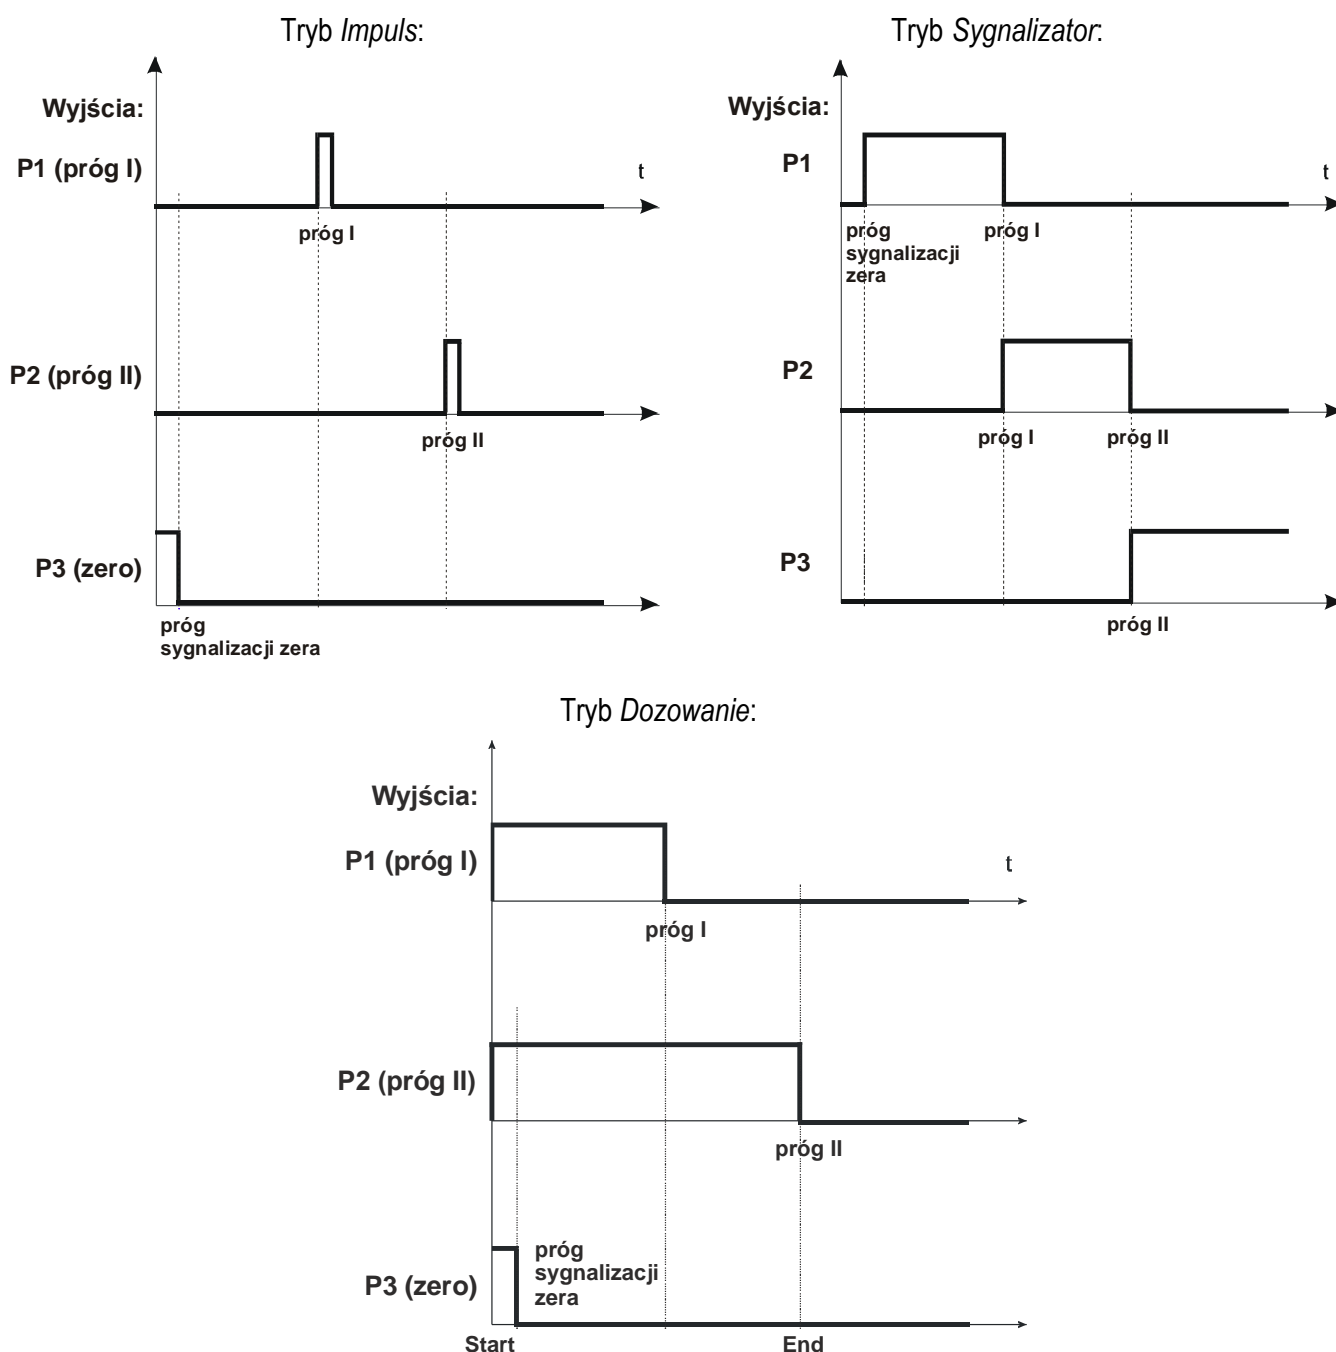 Tryb Impuls:
Wyjścia:
P1 (próg I)
t
próg I
P2 (próg II)
próg II
P3 (zero)
próg
sygnalizacji zera
Tryb Sygnalizator:
Wyjścia:
P1
t
próg
sygnalizacji
zera
próg I
P2
próg I
próg II
P3
próg II
Tryb Dozowanie:
Wyjścia:
P1 (próg I)
t
próg I
P2 (próg II)
próg II
próg
sygnalizacji
zera
P3 (zero)
Start
End